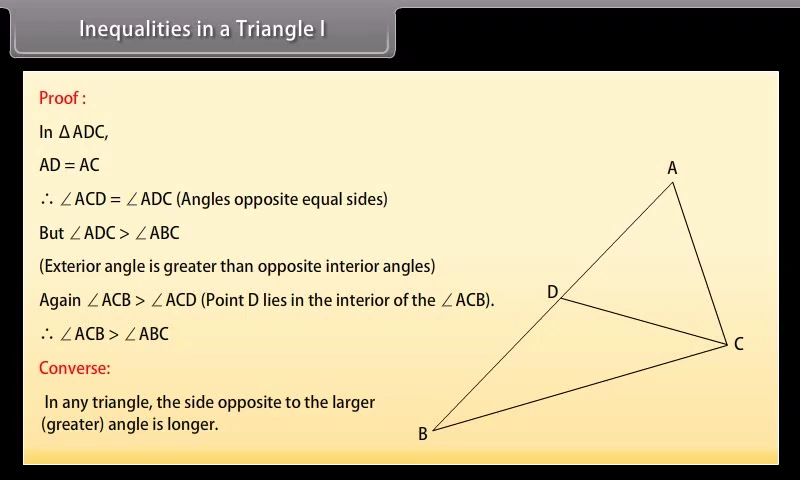 Inequalities in a Triangle I
Proof :
In ΔADC,
AD = AC
∴ ∠ACD = ∠ADC (Angles opposite equal sides)
But ∠ADC > ∠ABC
(Exterior angle is greater than opposite interior angles)
Again ∠ACB > ∠ACD (Point D lies in the interior of the ∠ACB).
∴ ∠ACB > ∠ABC
Converse:
In any triangle, the side opposite to the larger
(greater) angle is longer.
A
D
C
B